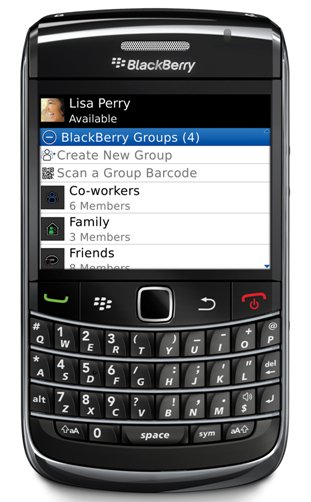 BlackBerry
Lisa Perry
Available
BlackBerry Groups (4)
Create New Group
Scan a Group Barcode
Co-workers
6 Members
Family
3 Members
Friends
8 Members
# 1 2 3 ( ) _ - + @
Q W E R T Y U I O P
* 4 5 6 / : ; ' " del
A S D F G H J K L
alt 7 8 9 ? ! , .
Z X C V B N M $
aA 0 space sym aA